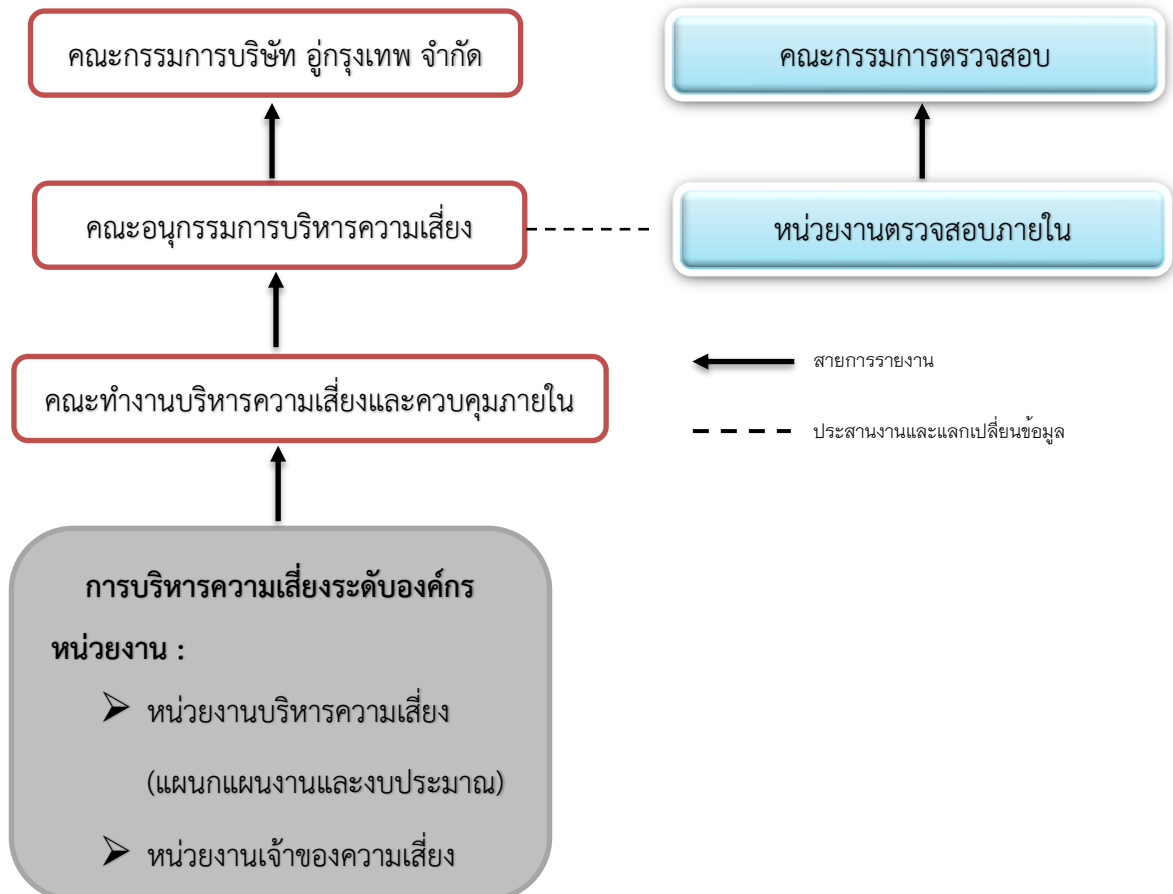 คณะกรรมการบริษัท อู่กรุงเทพ จำกัด
คณะกรรมการตรวจสอบ
คณะอนุกรรมการบริหารความเสี่ยง
หน่วยงานตรวจสอบภายใน
สายการรายงาน
คณะทำงานบริหารความเสี่ยงและควบคุมภายใน
ประสานงานและแลกเปลี่ยนข้อมูล
การบริหารความเสี่ยงระดับองค์กร
หน่วยงาน :
➢ หน่วยงานบริหารความเสี่ยง
(แผนกแผนงานและงบประมาณ)
➢ หน่วยงานเจ้าของความเสี่ยง